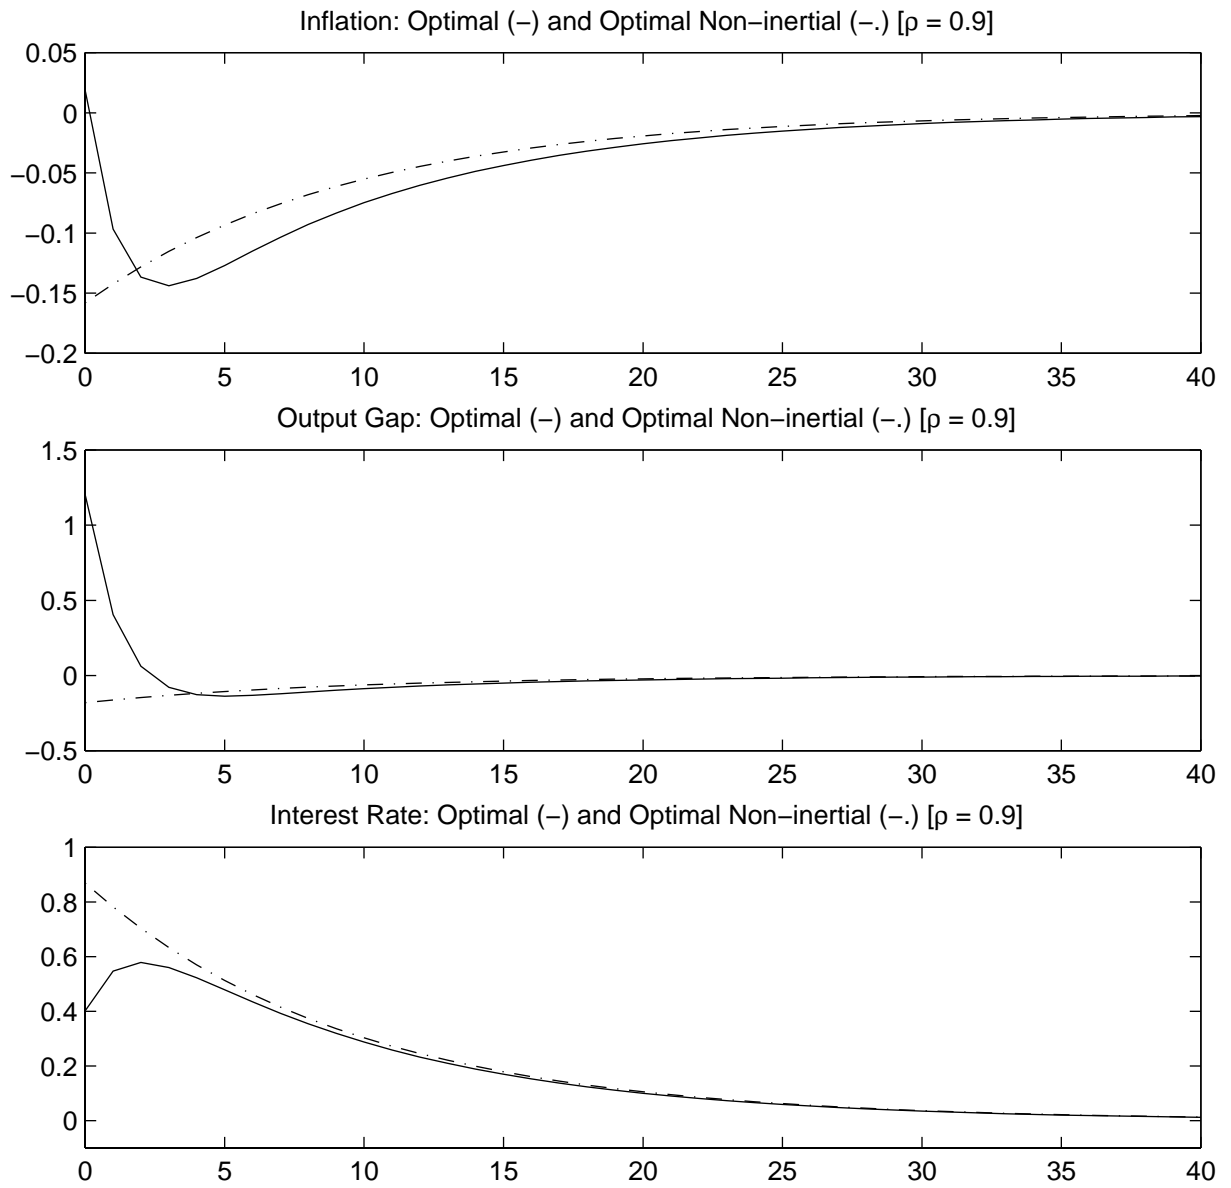 Inflation: Optimal (−) and Optimal Non−inertial (−.) [ρ = 0.9]
0.05
0
−0.05
−0.1
−0.15
−0.2
0 5 10 15 20 25 30 35 40
Output Gap: Optimal (−) and Optimal Non−inertial (−.) [ρ = 0.9]
1.5
1
0.5
0
−0.5
0 5 10 15 20 25 30 35 40
Interest Rate: Optimal (−) and Optimal Non−inertial (−.) [ρ = 0.9]
1
0.8
0.6
0.4
0.2
0
0 5 10 15 20 25 30 35 40